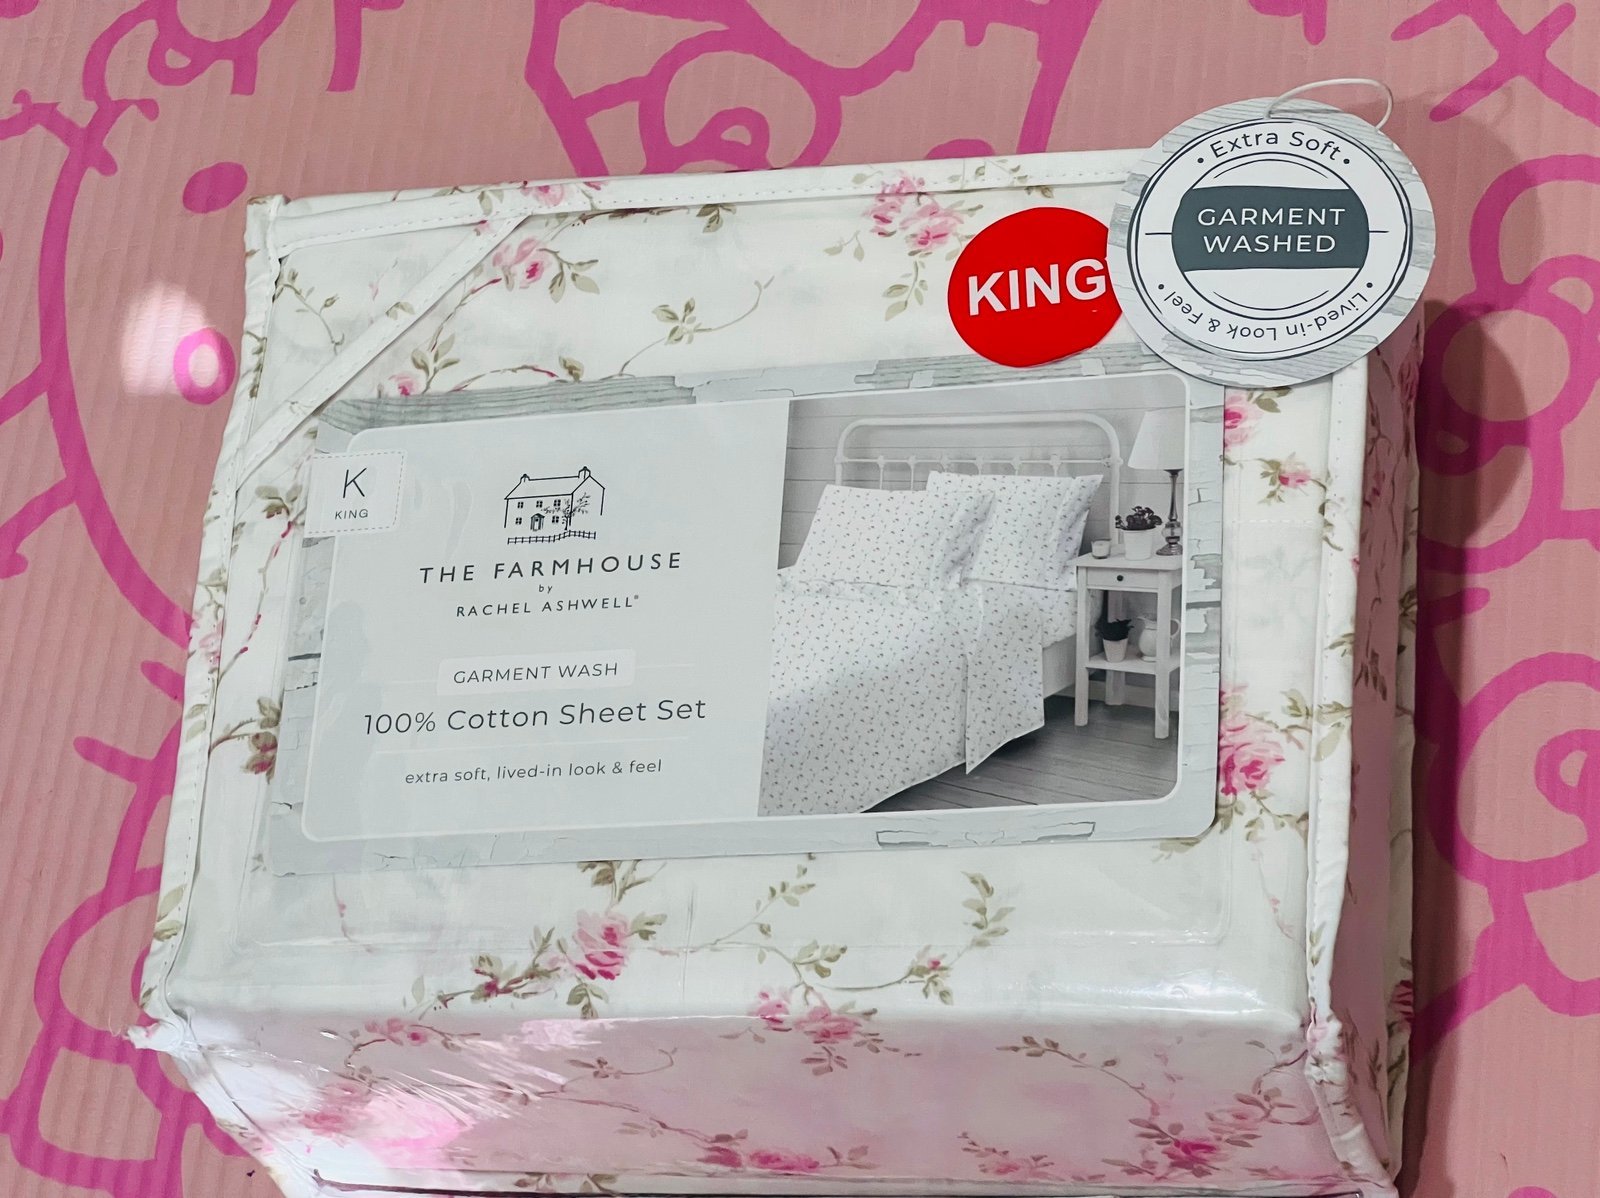 Extra Soft
GARMENT
WASHED
Lived-in Look & Feel
KING
K
KING
THE FARMHOUSE
by
RACHEL ASHWELL®
GARMENT WASH
100% Cotton Sheet Set
extra soft, lived-in look & feel